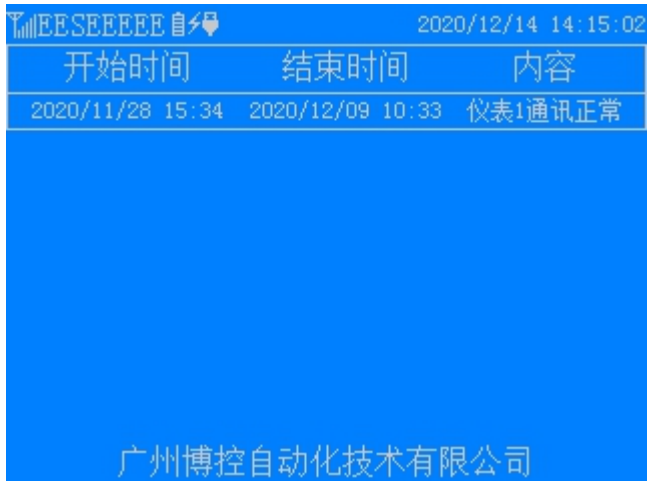 EESEEEEE 2020/12/14 14:15:02
开始时间 结束时间 内容
2020/11/28 15:34 2020/12/09 10:33 仪表1通讯正常
广州博控自动化技术有限公司